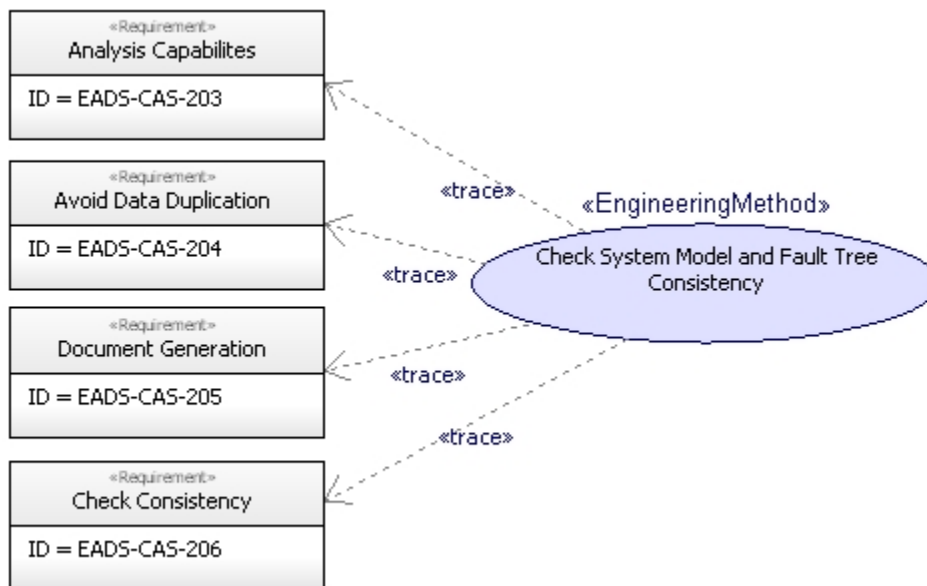 «Requirement»
Analysis Capabilites
ID = EADS-CAS-203
«Requirement»
Avoid Data Duplication
ID = EADS-CAS-204
«Requirement»
Document Generation
ID = EADS-CAS-205
«Requirement»
Check Consistency
ID = EADS-CAS-206
«trace»
«trace»
«trace»
«trace»
«EngineeringMethod»
Check System Model and Fault Tree
Consistency